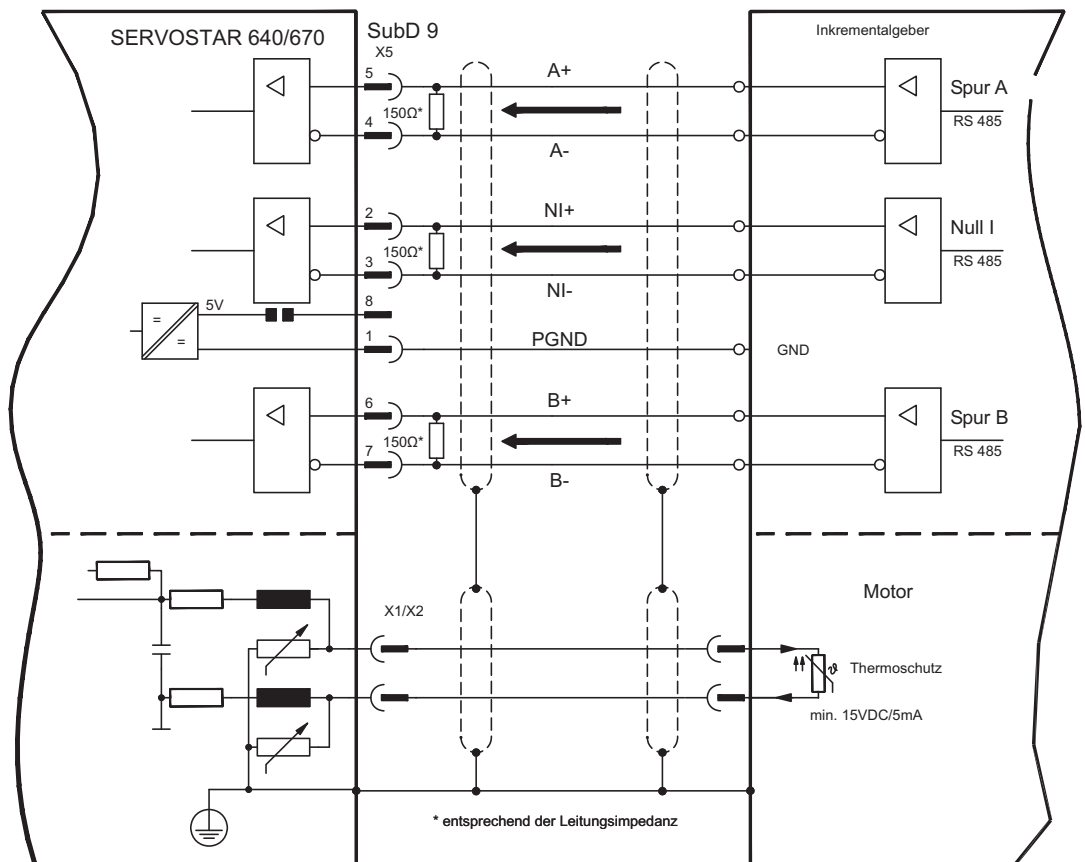 SERVOSTAR 640/670
SubD 9
X5
Inkrementalgeber
5
A+
Spur A
150Ω*
RS 485
4
A-
2
NI+
Null I
150Ω*
RS 485
3
NI-
5V
8
=
=
1
PGND
GND
6
B+
Spur B
150Ω*
RS 485
7
B-
X1/X2
Motor
ϑ
Thermoschutz
min. 15VDC/5mA
* entsprechend der Leitungsimpedanz